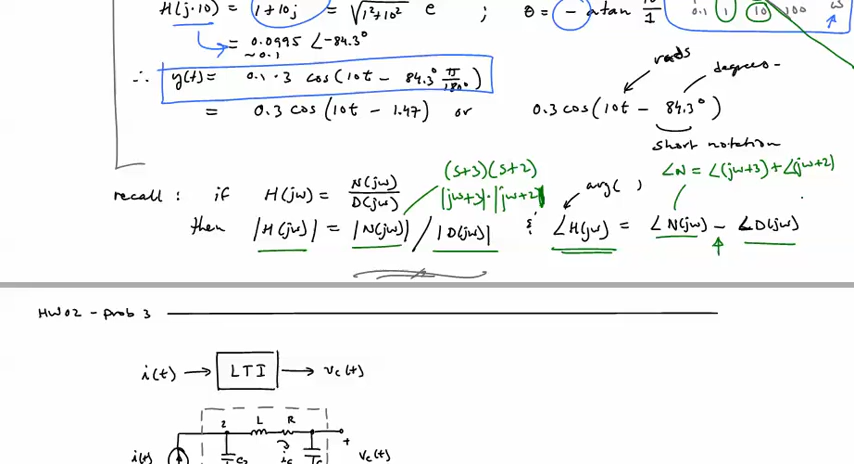 H(j·10) = 1+10j = √1²+10² e ; θ = - atan 10/1 0.1 1 10 100 ω
= 0.0995 ∠-84.3°
~0.1
rads degrees-
∴ y(t) = 0.1·3 cos(10t - 84.3° π/180°)
= 0.3 cos(10t - 1.47) or 0.3 cos(10t - 84.3°)
short notation
(s+3)(s+2) ∠N = ∠(jω+3)+∠(jω+2)
recall: if H(jω) = N(jω)/D(jω) |jω+3|·|jω+2| arg( )
then |H(jω)| = |N(jω)| / |D(jω)| & ∠H(jω) = ∠N(jω) - ∠D(jω)
HW02 - prob 3
i(t) → LTI → vc(t)
2 L R
+
i(t) C2 ic C vc(t)